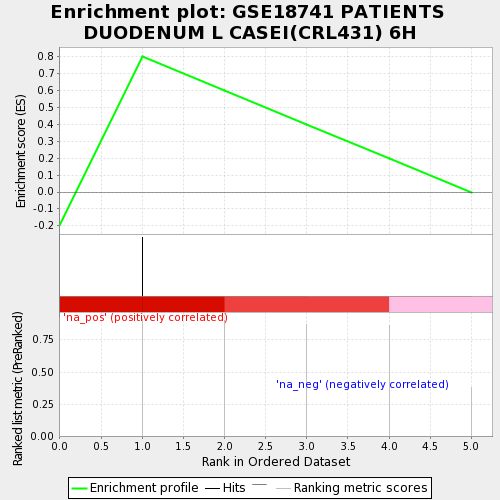 Enrichment plot: GSE18741 PATIENTS
DUODENUM L CASEI(CRL431) 6H
Enrichment score (ES)
0.8
0.7
0.6
0.5
0.4
0.3
0.2
0.1
0.0
-0.1
-0.2
'na_pos' (positively correlated)
'na_neg' (negatively correlated)
Ranked list metric (PreRanked)
0.75
0.50
0.25
0.00
0.0 0.5 1.0 1.5 2.0 2.5 3.0 3.5 4.0 4.5 5.0
Rank in Ordered Dataset
Enrichment profile Hits Ranking metric scores